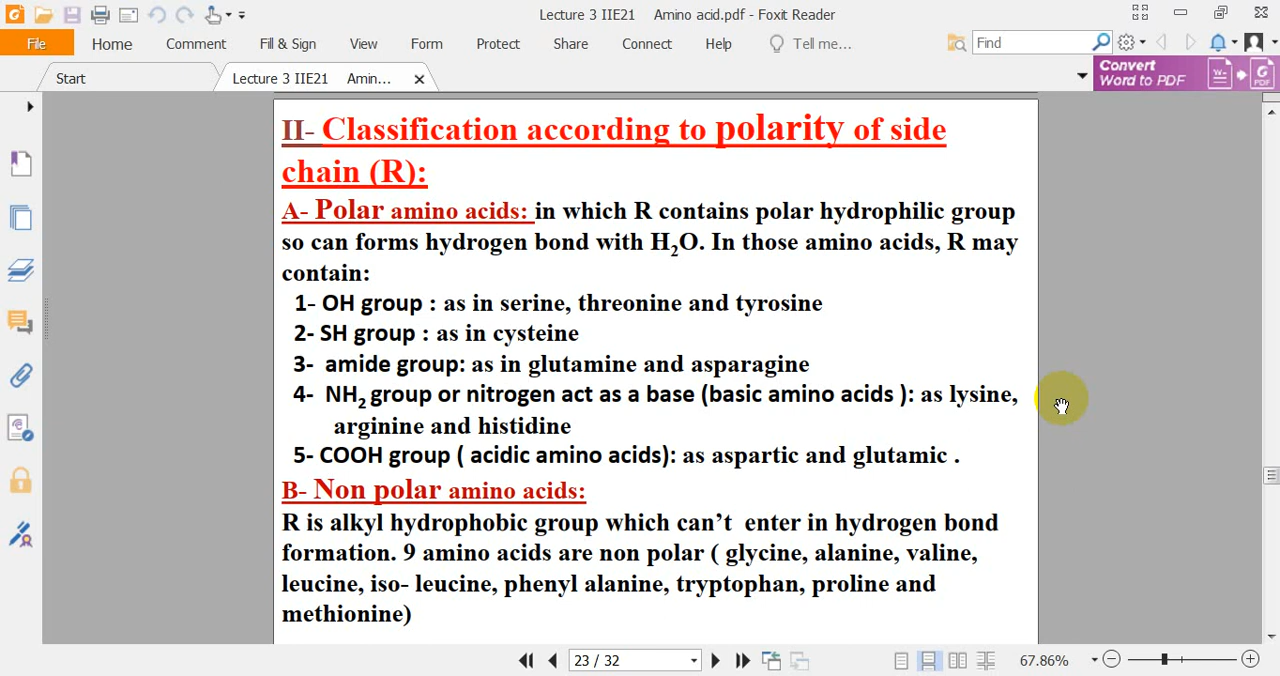 Lecture 3 IIE21 Amino acid.pdf - Foxit Reader
File Home Comment Fill & Sign View Form Protect Share Connect Help Tell me... Find
Start Lecture 3 IIE21 Amin...
Convert
Word to PDF
II- Classification according to polarity of side
chain (R):
A- Polar amino acids: in which R contains polar hydrophilic group
so can forms hydrogen bond with H₂O. In those amino acids, R may
contain:
1- OH group : as in serine, threonine and tyrosine
2- SH group : as in cysteine
3- amide group: as in glutamine and asparagine
4- NH₂ group or nitrogen act as a base (basic amino acids ): as lysine,
arginine and histidine
5- COOH group ( acidic amino acids): as aspartic and glutamic .
B- Non polar amino acids:
R is alkyl hydrophobic group which can’t enter in hydrogen bond
formation. 9 amino acids are non polar ( glycine, alanine, valine,
leucine, iso- leucine, phenyl alanine, tryptophan, proline and
methionine)
23 / 32 67.86%